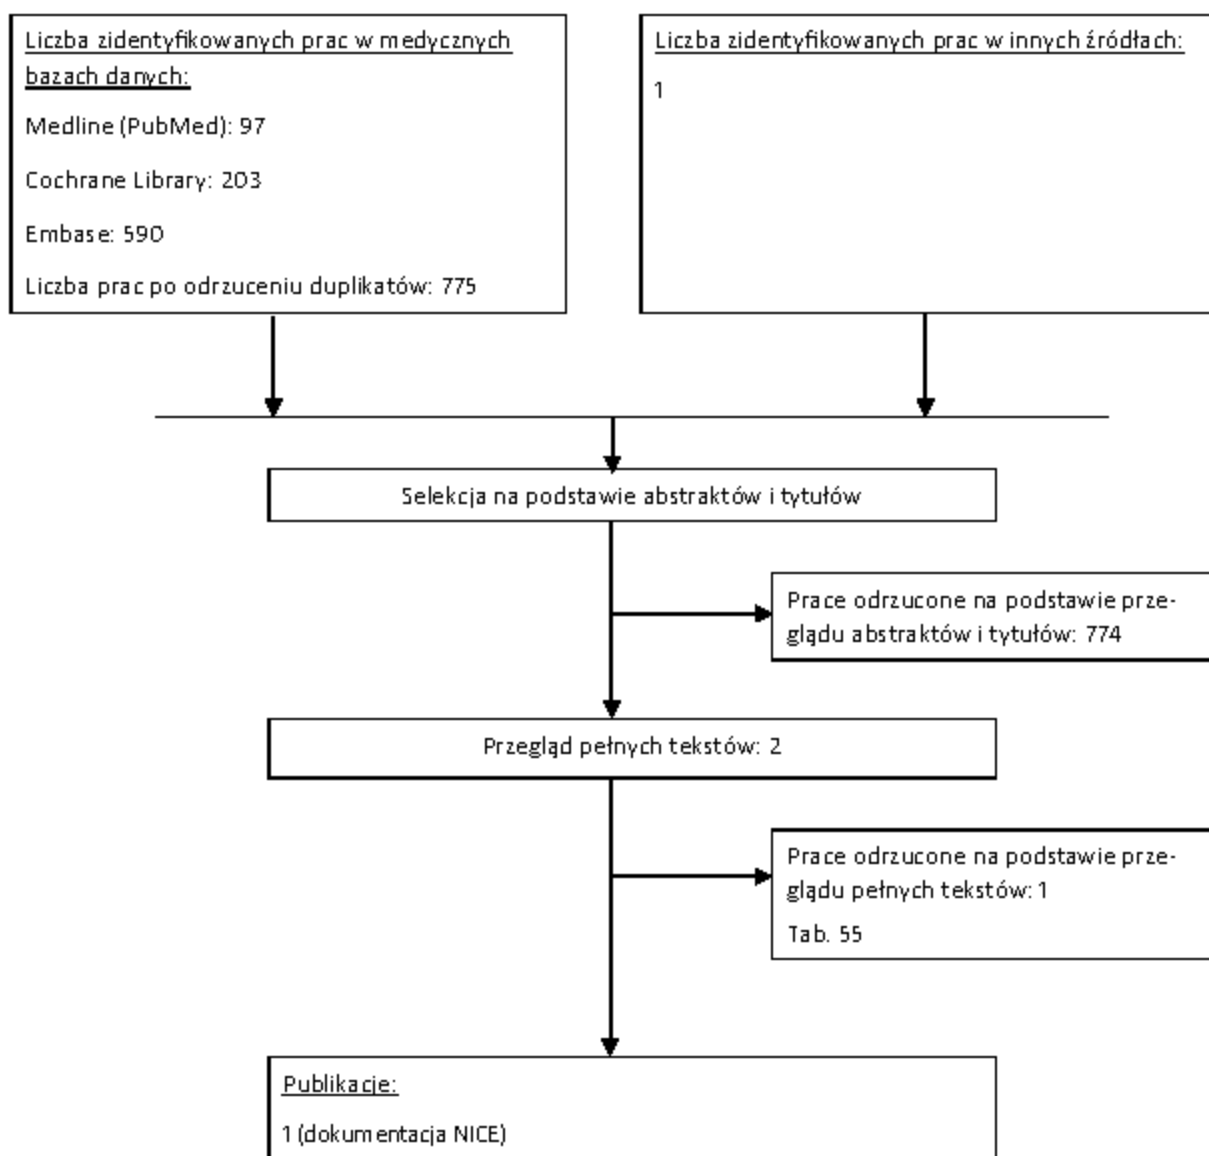 Liczba zidentyfikowanych prac w medycznych
bazach danych:
Medline (PubMed): 97
Cochrane Library: 203
Embase: 590
Liczba prac po odrzuceniu duplikatów: 775
Liczba zidentyfikowanych prac w innych źródłach:
1
Selekcja na podstawie abstraktów i tytułów
Prace odrzucone na podstawie prze-
glądu abstraktów i tytułów: 774
Przegląd pełnych tekstów: 2
Prace odrzucone na podstawie prze-
glądu pełnych tekstów: 1
Tab. 55
Publikacje:
1 (dokumentacja NICE)